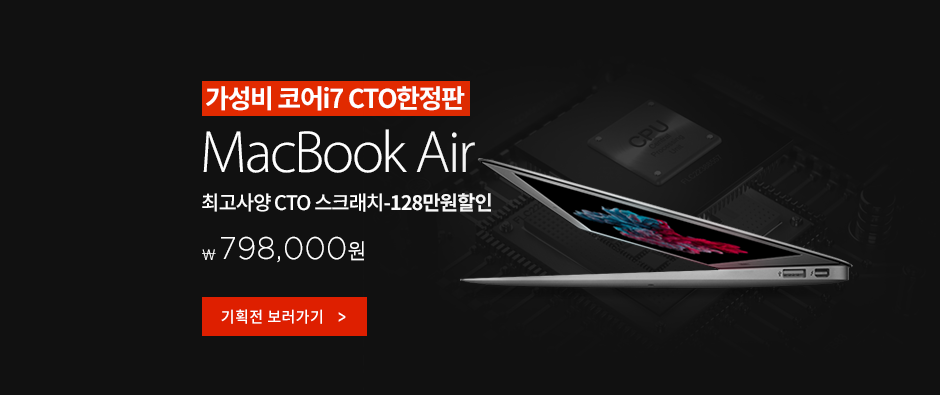 가성비 코어i7 CTO한정판
MacBook Air
최고사양 CTO 스크래치-128만원할인
₩ 798,000원
기획전 보러가기 >
CPU